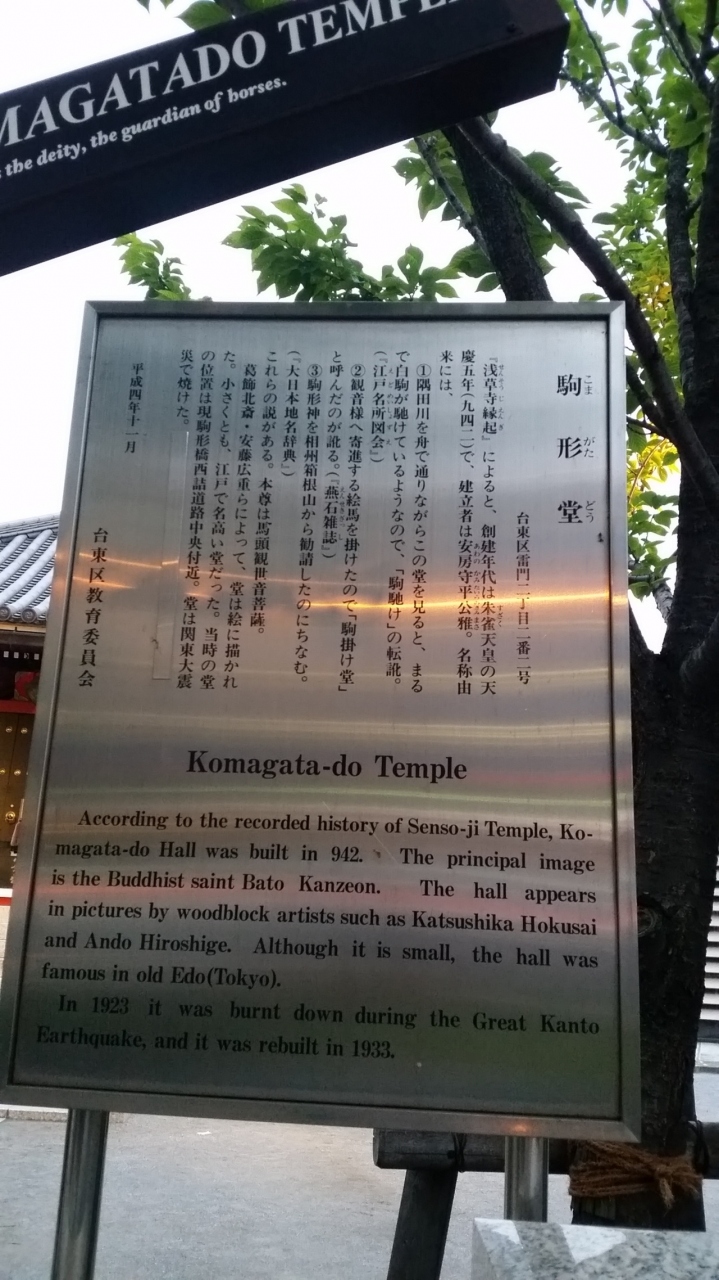 MAGATADO TEMPLE
s the deity, the guardian of horses.
駒形堂
こまがたどう
台東区雷門二丁目二番二号
『浅草寺縁起』によると、創建年代は朱雀天皇の天
慶五年(九四二)で、建立者は安房守平公雅。名称由
来には、
①隅田川を舟で通りながらこの堂を見ると、まる
で白駒が馳けているようなので、「駒馳け」の転訛。
(『江戸名所図会』)
②観音様へ寄進する絵馬を掛けたので「駒掛け堂」
と呼んだのが訛る。(『燕石雑誌』)
③駒形神を相州箱根山から勧請したのにちなむ。
(『大日本地名辞典』)
これらの説がある。本尊は馬頭観世音菩薩。
葛飾北斎・安藤広重らによって、堂は絵に描かれ
た。小さくとも、江戸で名高い堂だった。当時の堂
の位置は現駒形橋西詰道路中央付近。堂は関東大震
災で焼けた。
平成四年十一月
台東区教育委員会
Komagata-do Temple
According to the recorded history of Senso-ji Temple, Ko-
magata-do Hall was built in 942. The principal image
is the Buddhist saint Bato Kanzeon. The hall appears
in pictures by woodblock artists such as Katsushika Hokusai
and Ando Hiroshige. Although it is small, the hall was
famous in old Edo(Tokyo).
In 1923 it was burnt down during the Great Kanto
Earthquake, and it was rebuilt in 1933.